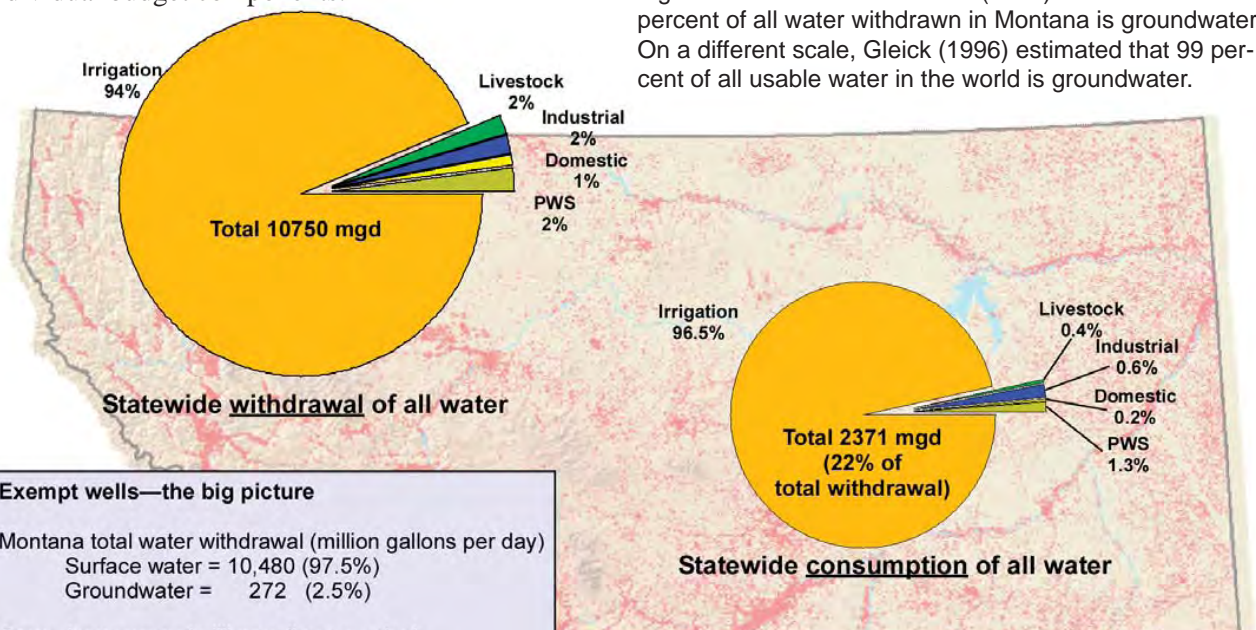 percent of all water withdrawn in Montana is groundwater
On a different scale, Gleick (1996) estimated that 99 per-
cent of all usable water in the world is groundwater.
Irrigation
94%
Livestock
2%
Industrial
2%
Domestic
1%
PWS
2%
Total 10750 mgd
Statewide withdrawal of all water
Irrigation
96.5%
Livestock
0.4%
Industrial
0.6%
Domestic
0.2%
PWS
1.3%
Total 2371 mgd
(22% of
total withdrawal)
Statewide consumption of all water
Exempt wells—the big picture
Montana total water withdrawal (million gallons per day)
Surface water = 10,480 (97.5%)
Groundwater = 272 (2.5%)